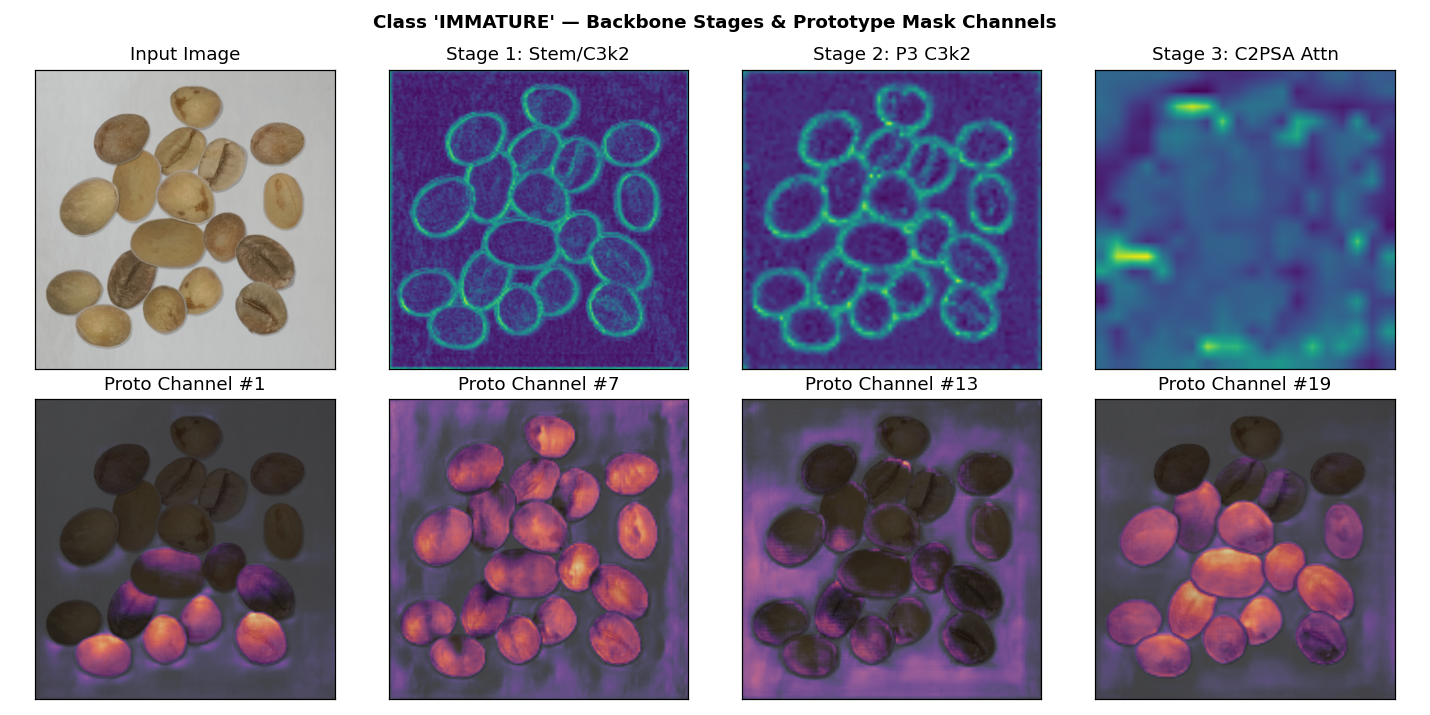 Class 'IMMATURE' — Backbone Stages & Prototype Mask Channels
Input Image
Stage 1: Stem/C3k2
Stage 2: P3 C3k2
Stage 3: C2PSA Attn
Proto Channel #1
Proto Channel #7
Proto Channel #13
Proto Channel #19